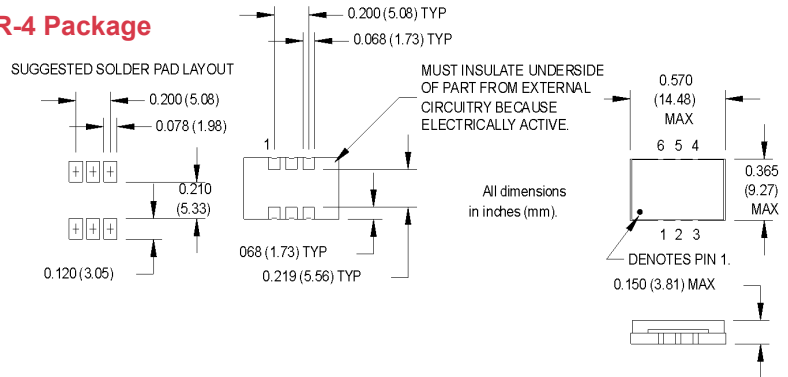 R-4 Package
SUGGESTED SOLDER PAD LAYOUT
0.200 (5.08)
0.078 (1.98)
0.210
(5.33)
0.120 (3.05)
0.200 (5.08) TYP
0.068 (1.73) TYP
1
MUST INSULATE UNDERSIDE
OF PART FROM EXTERNAL
CIRCUITRY BECAUSE
ELECTRICALLY ACTIVE.
068 (1.73) TYP
0.219 (5.56) TYP
All dimensions
in inches (mm).
0.570
(14.48)
MAX
6 5 4
0.365
(9.27)
MAX
1 2 3
DENOTES PIN 1.
0.150 (3.81) MAX